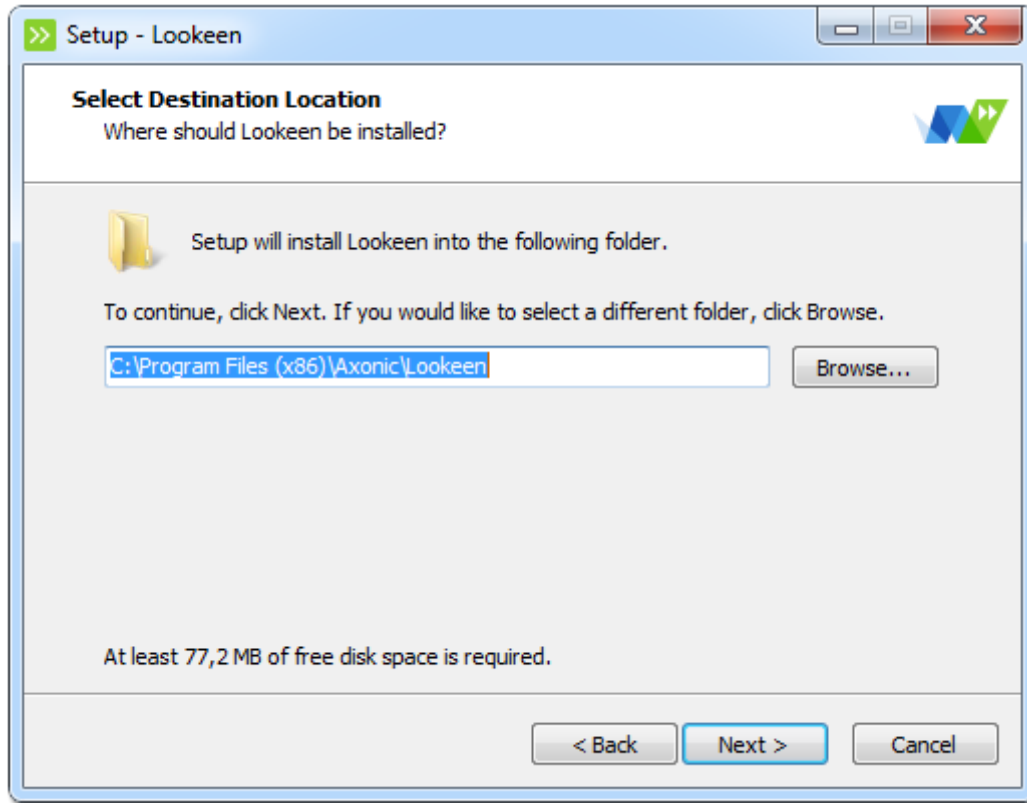 Setup - Lookeen
Select Destination Location
Where should Lookeen be installed?
Setup will install Lookeen into the following folder.
To continue, click Next. If you would like to select a different folder, click Browse.
C:\Program Files (x86)\Axonic\Lookeen
Browse...
At least 77,2 MB of free disk space is required.
< Back
Next >
Cancel